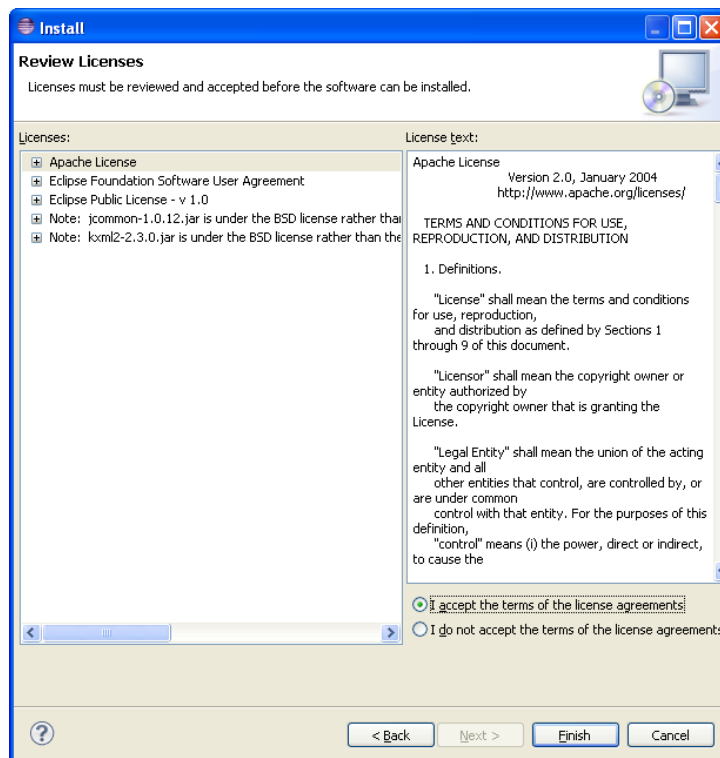 Install
Review Licenses
Licenses must be reviewed and accepted before the software can be installed.
Licenses:
Apache License
Eclipse Foundation Software User Agreement
Eclipse Public License - v 1.0
Note: jcommon-1.0.12.jar is under the BSD license rather tha
Note: kxml2-2.3.0.jar is under the BSD license rather than the
License text:
Apache License
Version 2.0, January 2004
http://www.apache.org/licenses/
TERMS AND CONDITIONS FOR USE,
REPRODUCTION, AND DISTRIBUTION
1. Definitions.
"License" shall mean the terms and conditions
for use, reproduction,
and distribution as defined by Sections 1
through 9 of this document.
"Licensor" shall mean the copyright owner or
entity authorized by
the copyright owner that is granting the
License.
"Legal Entity" shall mean the union of the acting
entity and all
other entities that control, are controlled by, or
are under common
control with that entity. For the purposes of this
definition,
"control" means (i) the power, direct or indirect,
to cause the
I accept the terms of the license agreements
I do not accept the terms of the license agreements
? < Back Next > Finish Cancel